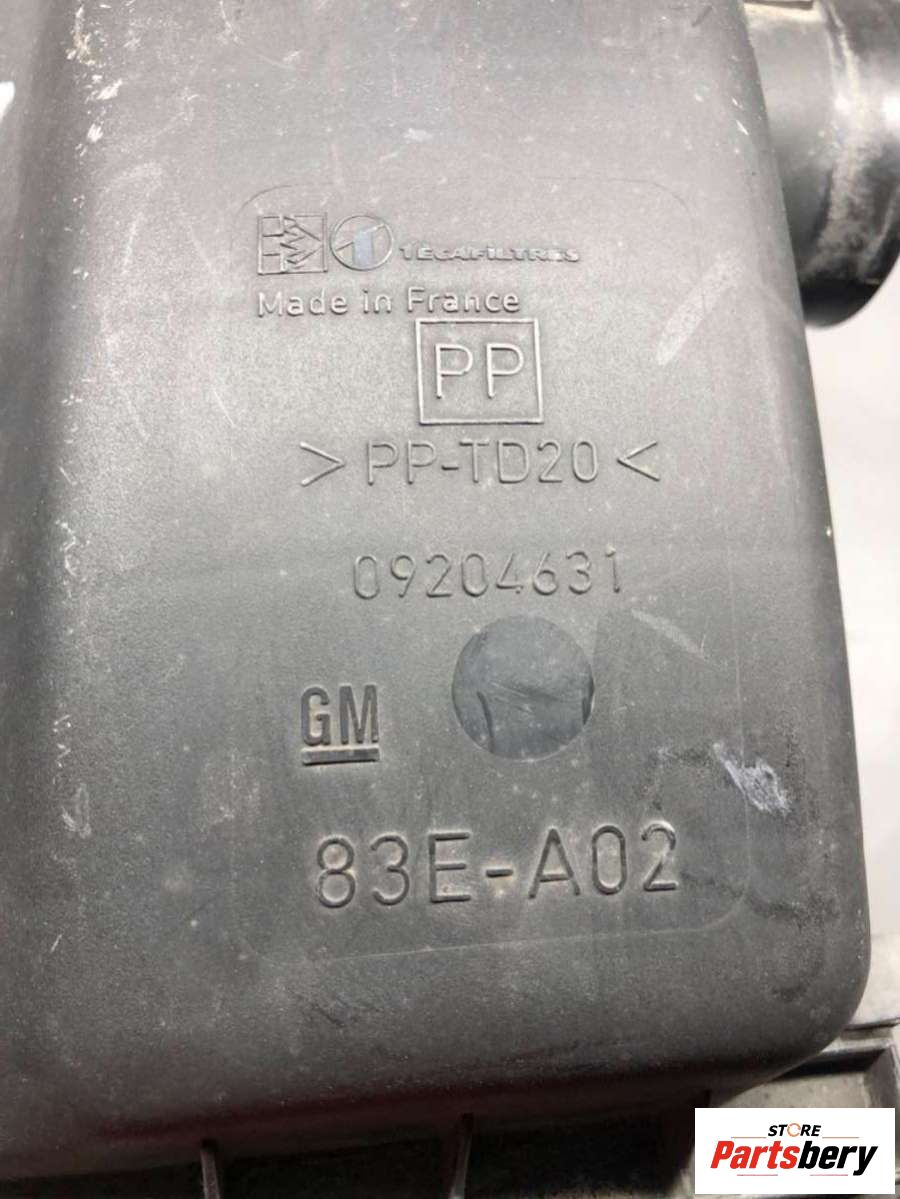 TECAFILTRES
Made in France
PP
> PP-TD20 <
09204631
GM
83E-A02
STORE
Partsbery